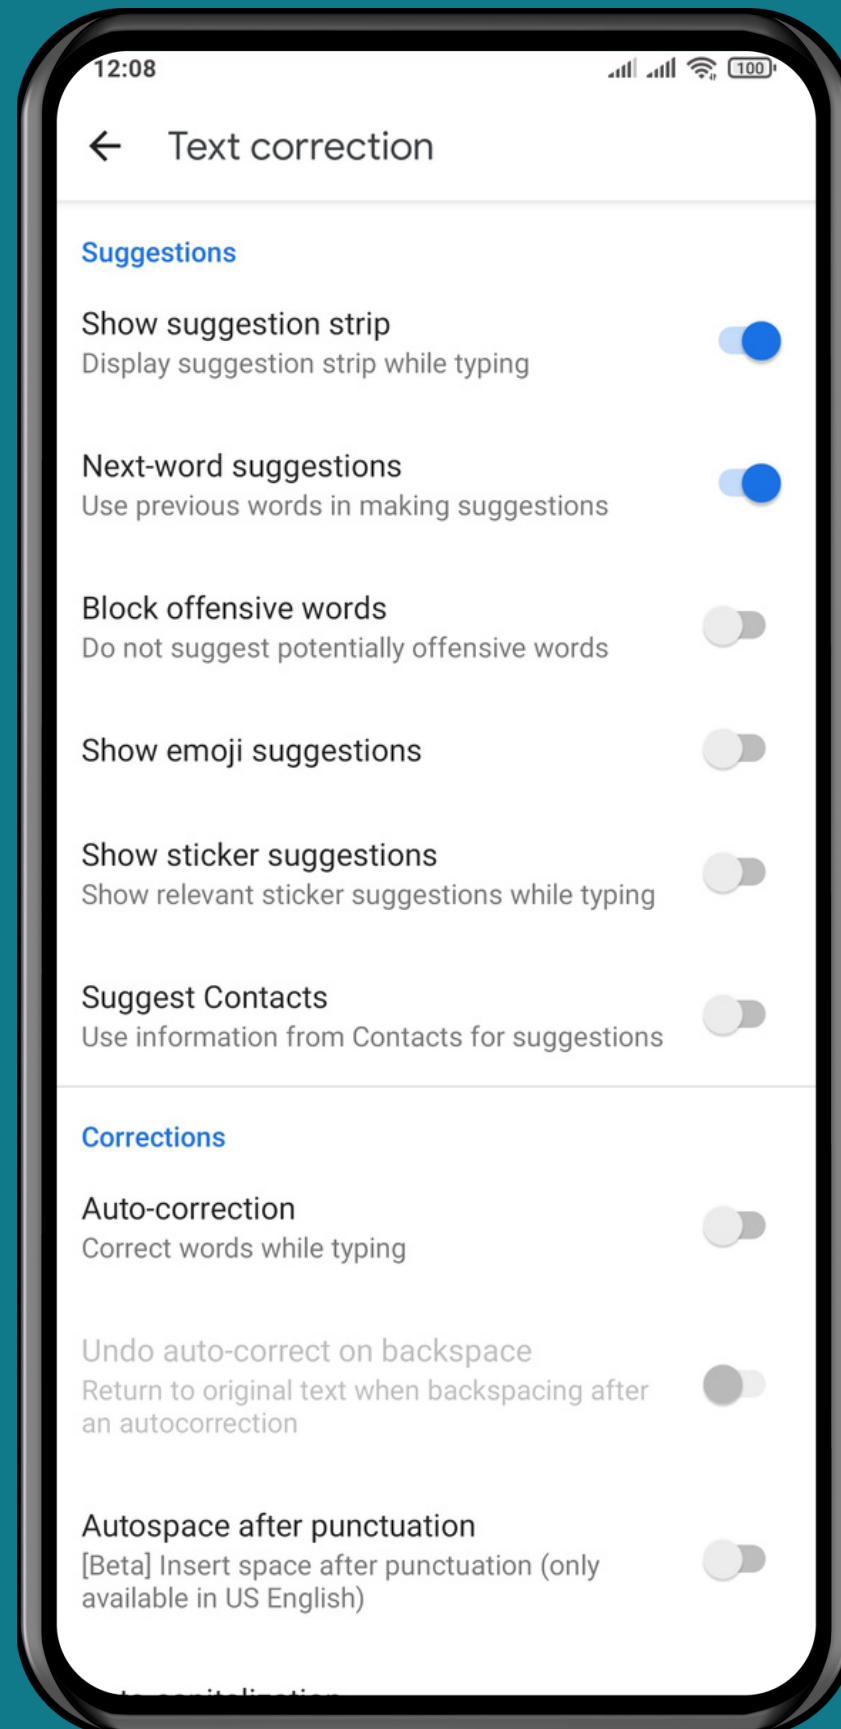 12:08
100
Text correction
Suggestions
Show suggestion strip
Display suggestion strip while typing
Next-word suggestions
Use previous words in making suggestions
Block offensive words
Do not suggest potentially offensive words
Show emoji suggestions
Show sticker suggestions
Show relevant sticker suggestions while typing
Suggest Contacts
Use information from Contacts for suggestions
Corrections
Auto-correction
Correct words while typing
Undo auto-correct on backspace
Return to original text when backspacing after
an autocorrection
Autospace after punctuation
[Beta] Insert space after punctuation (only
available in US English)